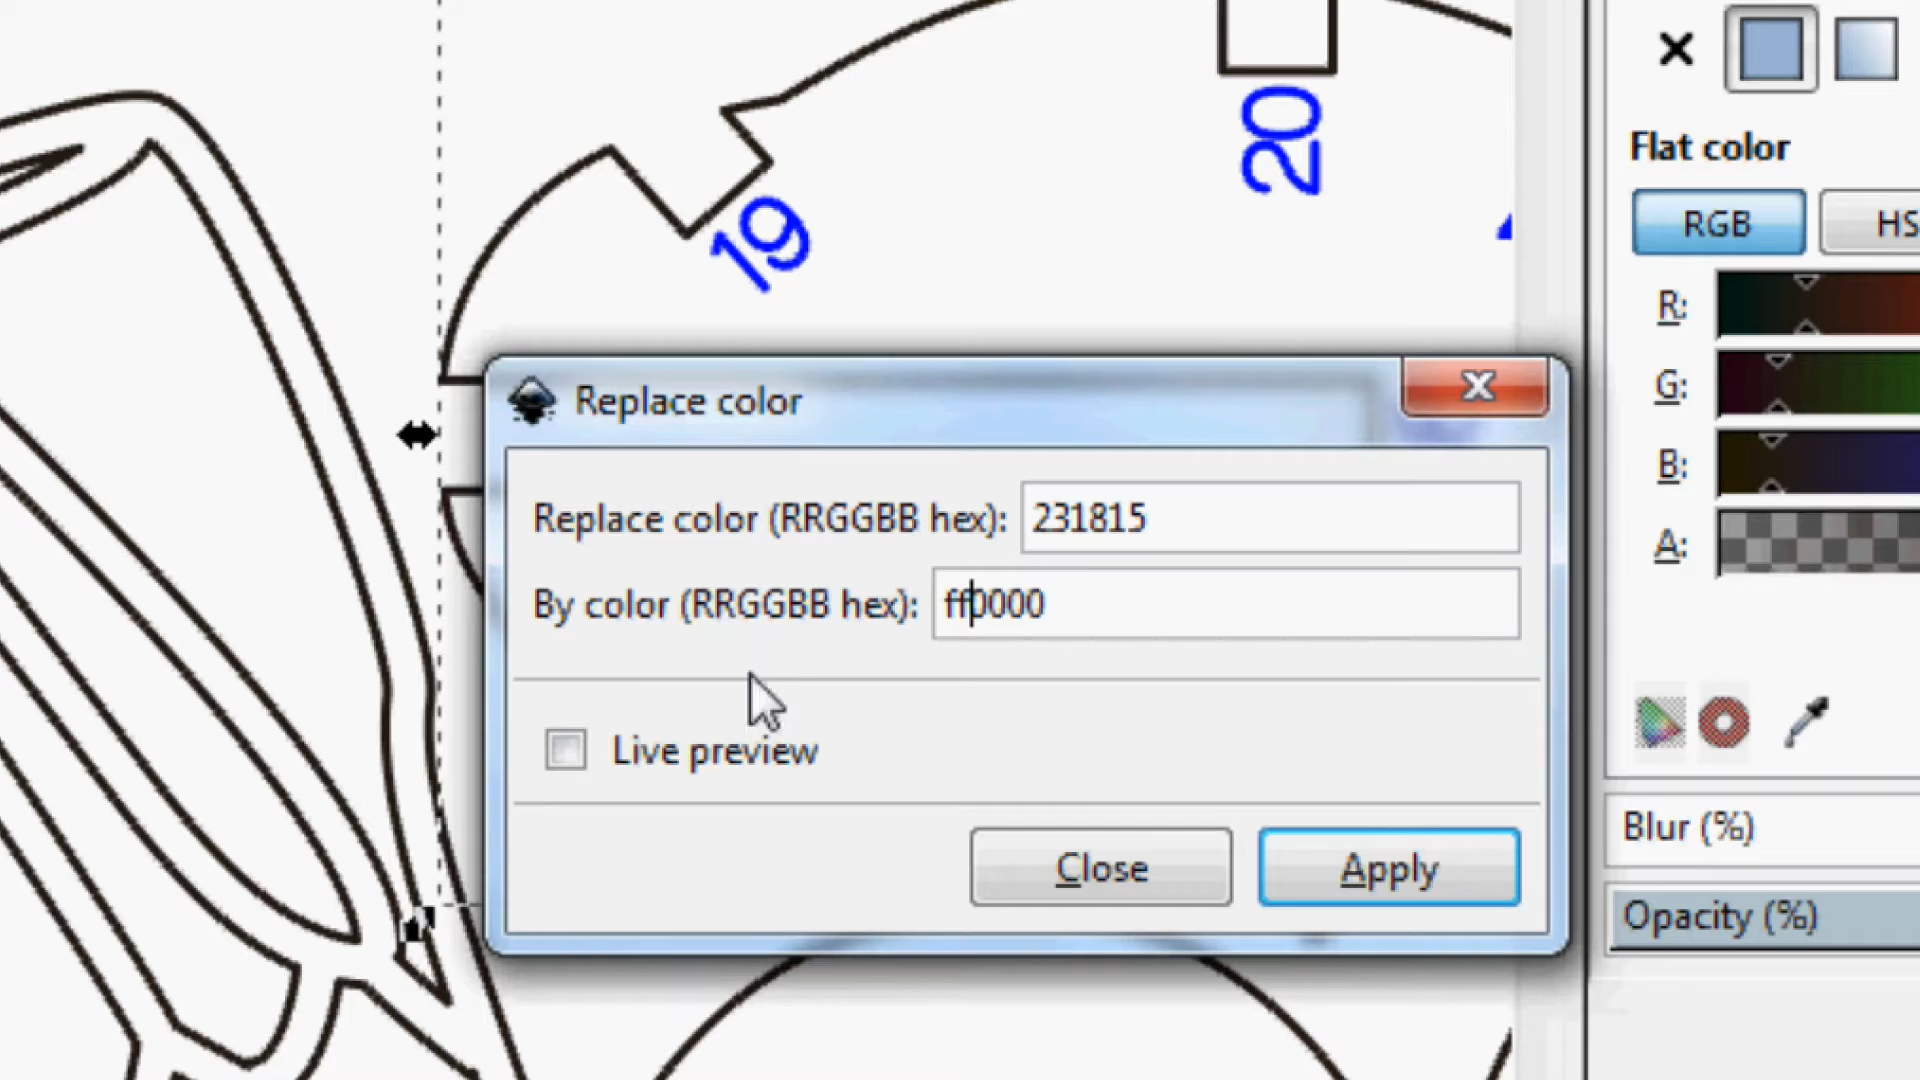 20
19
Flat color
RGB
HS
R:
G:
B:
A:
Replace color
Replace color (RRGGBB hex): 231815
By color (RRGGBB hex): ff0000
Live preview
Close
Apply
Blur (%)
Opacity (%)